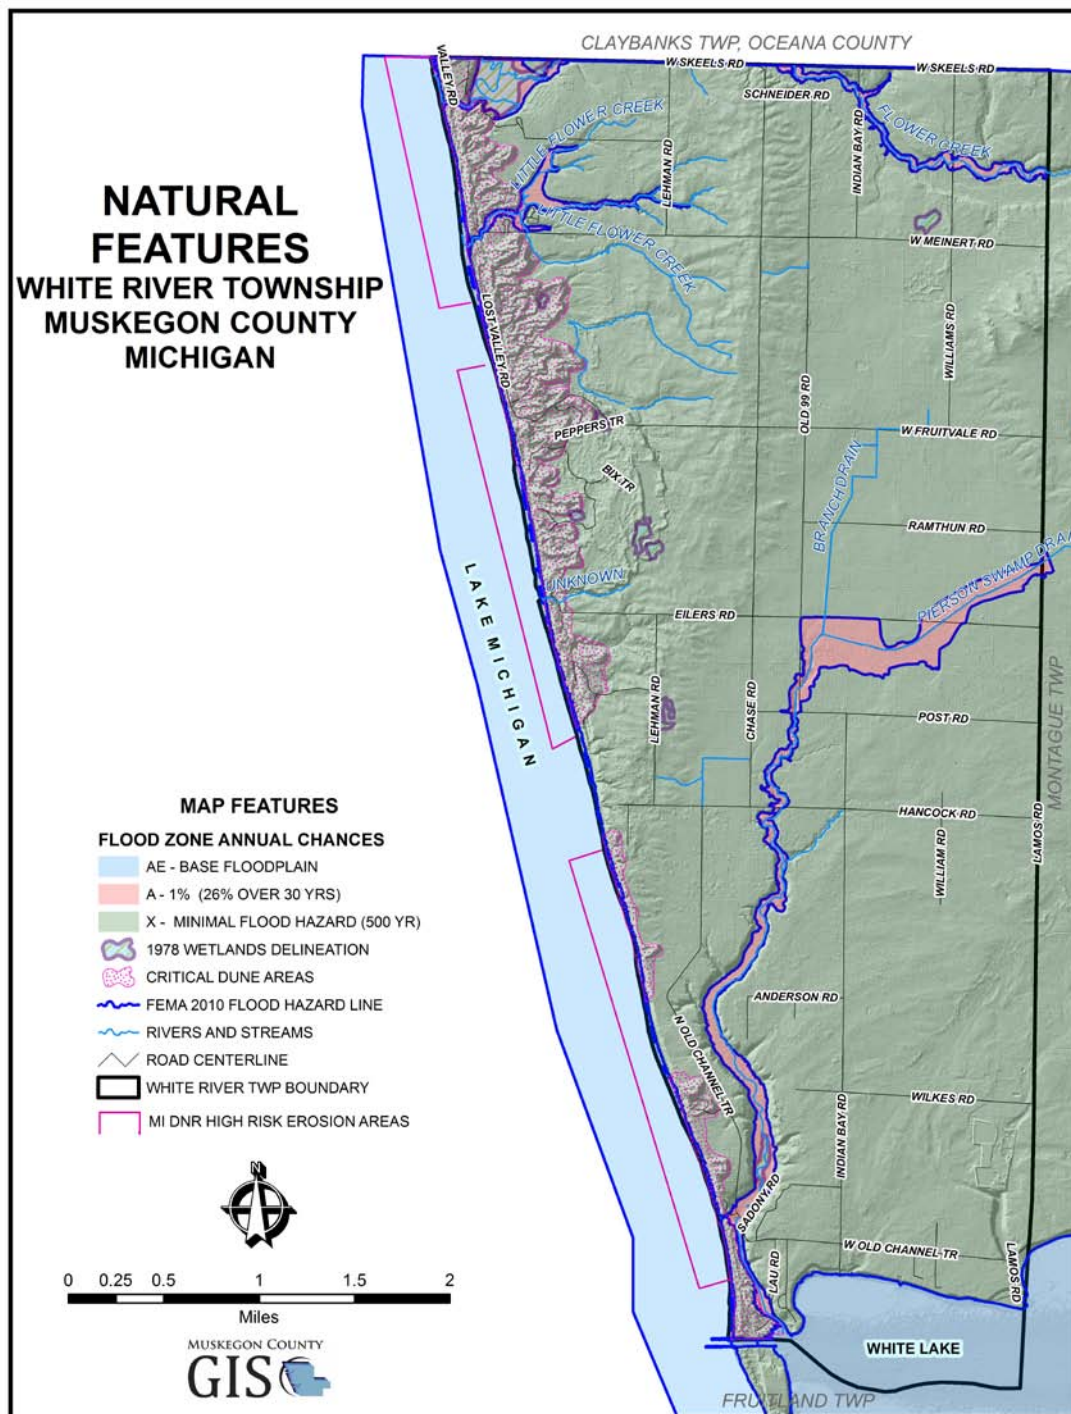 CLAYBANKS TWP, OCEANA COUNTY
W SKEELS RD
W SKEELS RD
VALLEY RD
SCHNEIDER RD
INDIAN BAY RD
FLOWER CREEK
LITTLE FLOWER CREEK
LEHMAN RD
LITTLE FLOWER CREEK
W MEINERT RD
NATURAL
FEATURES
WHITE RIVER TOWNSHIP
MUSKEGON COUNTY
MICHIGAN
LOST VALLEY RD
WILLIAMS RD
OLD 99 RD
PEPPERS TR
W FRUITVALE RD
BIX TR
BRANCH DRAIN
RAMTHUN RD
UNKNOWN
PIERSON SWAMP DRAIN
EILERS RD
LAKE MICHIGAN
LEHMAN RD
CHASE RD
POST RD
MONTAGUE TWP
HANCOCK RD
LAMOS RD
WILLIAM RD
MAP FEATURES
FLOOD ZONE ANNUAL CHANCES
AE - BASE FLOODPLAIN
A - 1% (26% OVER 30 YRS)
X - MINIMAL FLOOD HAZARD (500 YR)
1978 WETLANDS DELINEATION
CRITICAL DUNE AREAS
FEMA 2010 FLOOD HAZARD LINE
RIVERS AND STREAMS
ROAD CENTERLINE
WHITE RIVER TWP BOUNDARY
MI DNR HIGH RISK EROSION AREAS
ANDERSON RD
N OLD CHANNEL TR
WILKES RD
INDIAN BAY RD
SADONY RD
W OLD CHANNEL TR
LAU RD
LAMOS RD
WHITE LAKE
FRUITLAND TWP
N
0 0.25 0.5 1 1.5 2
Miles
MUSKEGON COUNTY
GIS